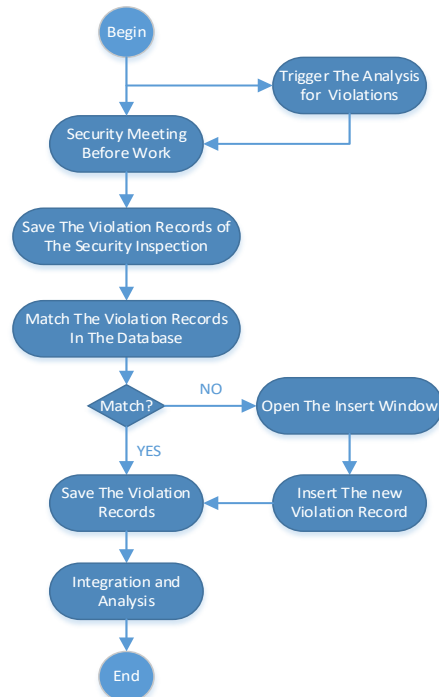 Begin
Trigger The Analysis
for Violations
Security Meeting
Before Work
Save The Violation Records of
The Security Inspection
Match The Violation Records
In The Database
Match?
NO
Open The Insert Window
YES
Save The Violation
Records
Insert The new
Violation Record
Integration and
Analysis
End